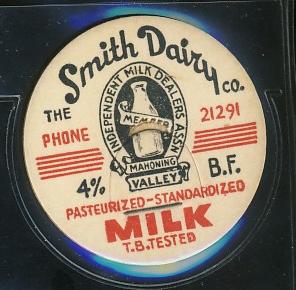 Smith Dairy co.
INDEPENDENT MILK DEALERS ASSN
MEMBER
MAHONING
VALLEY
THE
PHONE
21291
4% B.F.
PASTEURIZED-STANDARDIZED
MILK
T.B. TESTED